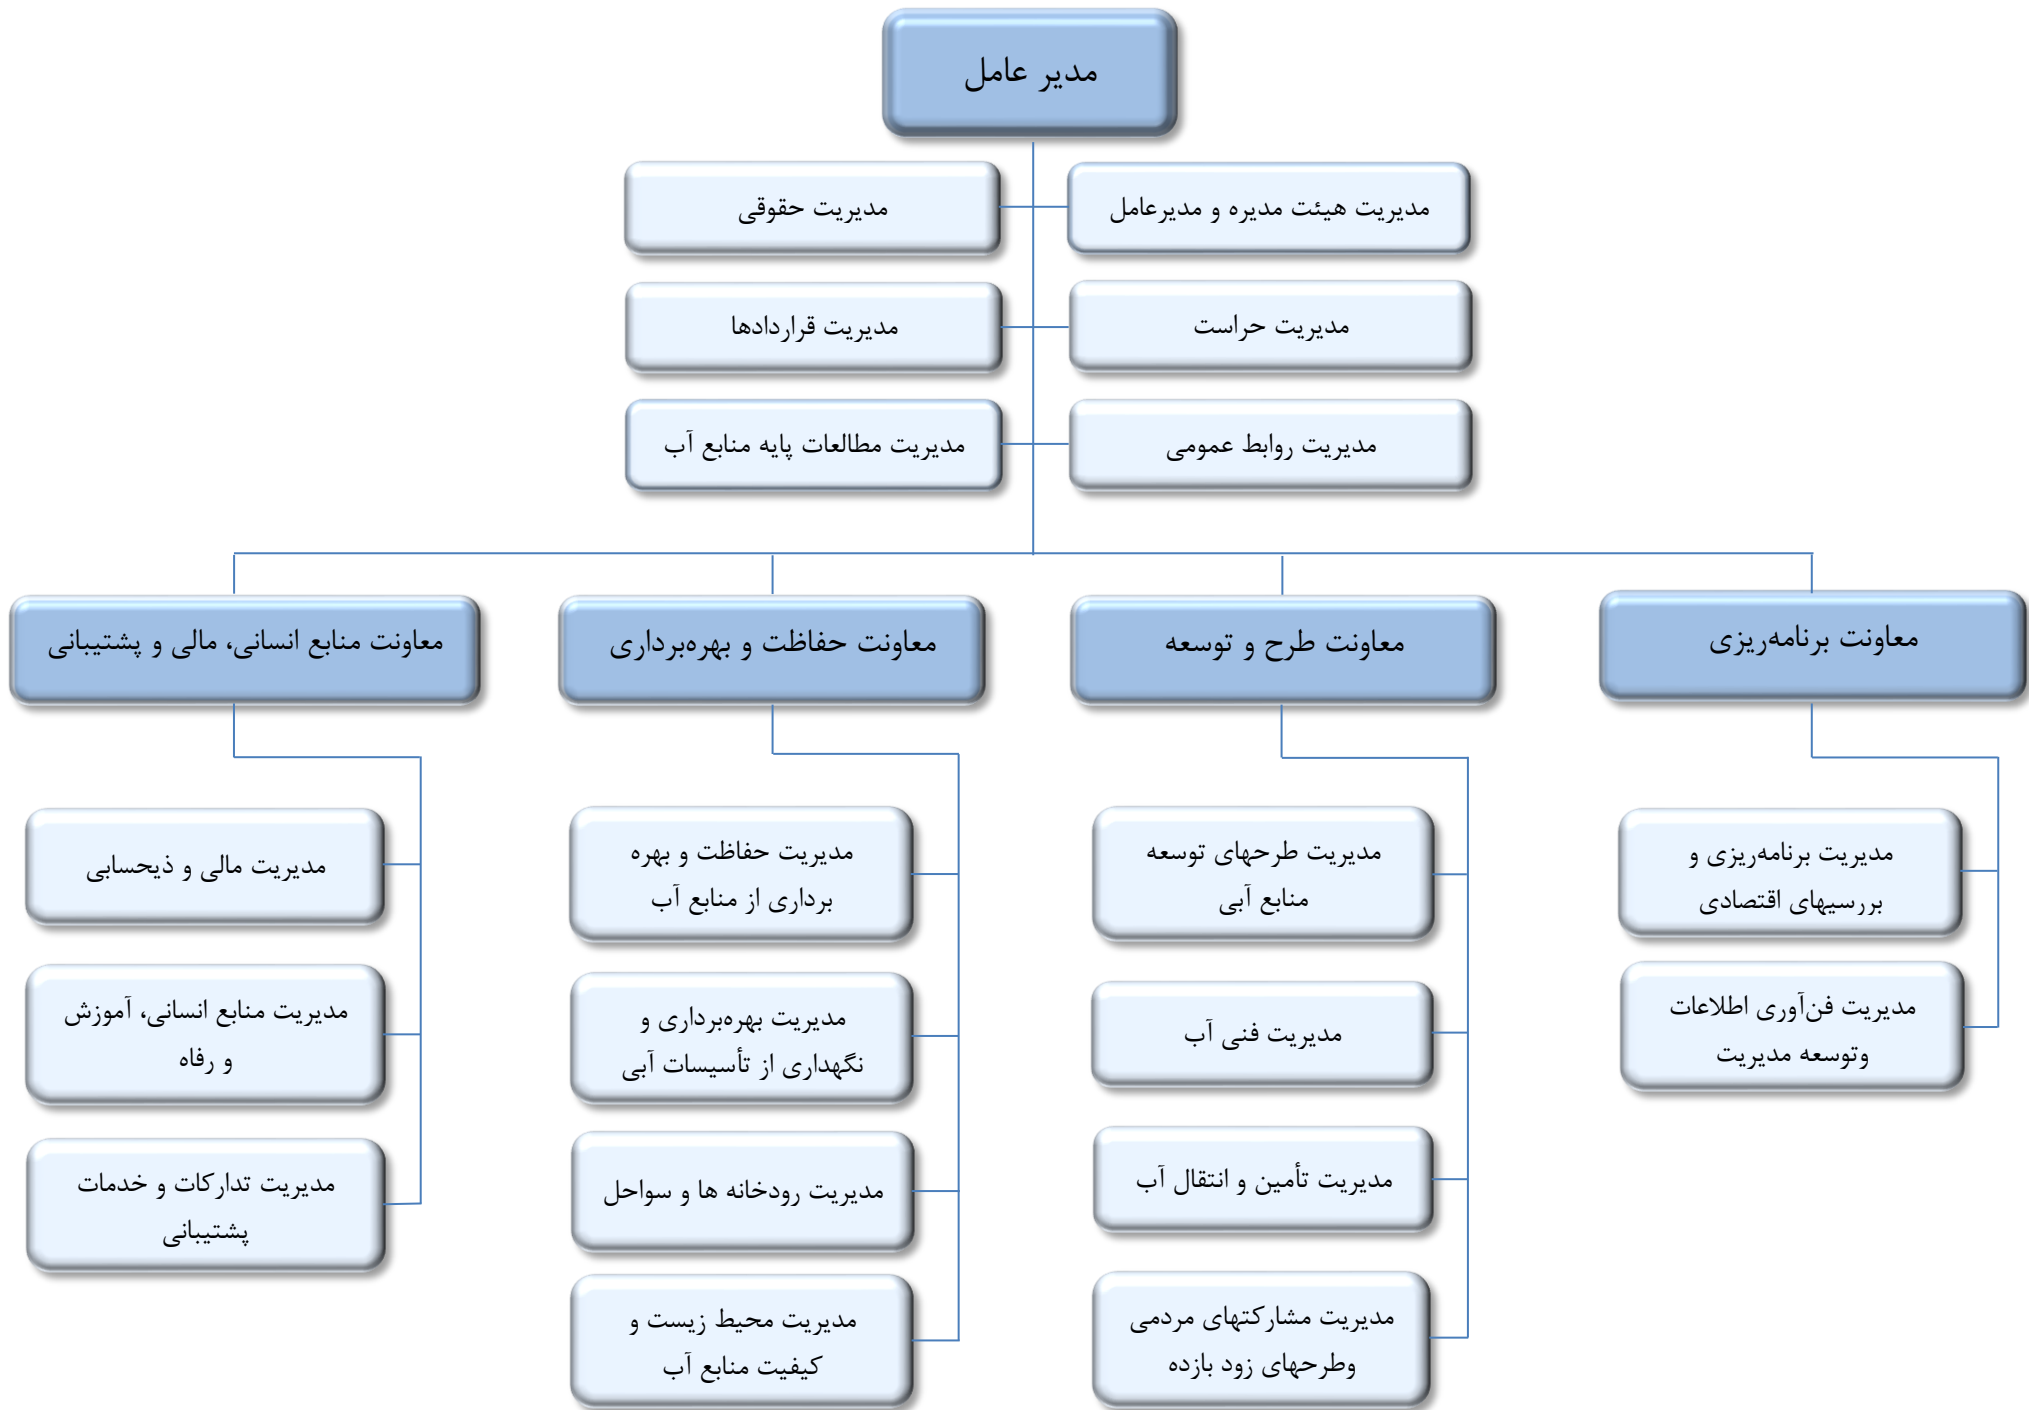 مدیر عامل
مدیریت هیئت مدیره و مدیرعامل
مدیریت حقوقی
مدیریت حراست
مدیریت قراردادها
مدیریت روابط عمومی
مدیریت مطالعات پایه منابع آب
معاونت برنامه‌ریزی
معاونت طرح و توسعه
معاونت حفاظت و بهره‌برداری
معاونت منابع انسانی، مالی و پشتیبانی
مدیریت برنامه‌ریزی و
بررسیهای اقتصادی
مدیریت فن‌آوری اطلاعات
وتوسعه مدیریت
مدیریت طرحهای توسعه
منابع آبی
مدیریت فنی آب
مدیریت تأمین و انتقال آب
مدیریت مشارکتهای مردمی
وطرحهای زود بازده
مدیریت حفاظت و بهره
برداری از منابع آب
مدیریت بهره‌برداری و
نگهداری از تأسیسات آبی
مدیریت رودخانه ها و سواحل
مدیریت محیط زیست و
کیفیت منابع آب
مدیریت مالی و ذیحسابی
مدیریت منابع انسانی، آموزش
و رفاه
مدیریت تدارکات و خدمات
پشتیبانی